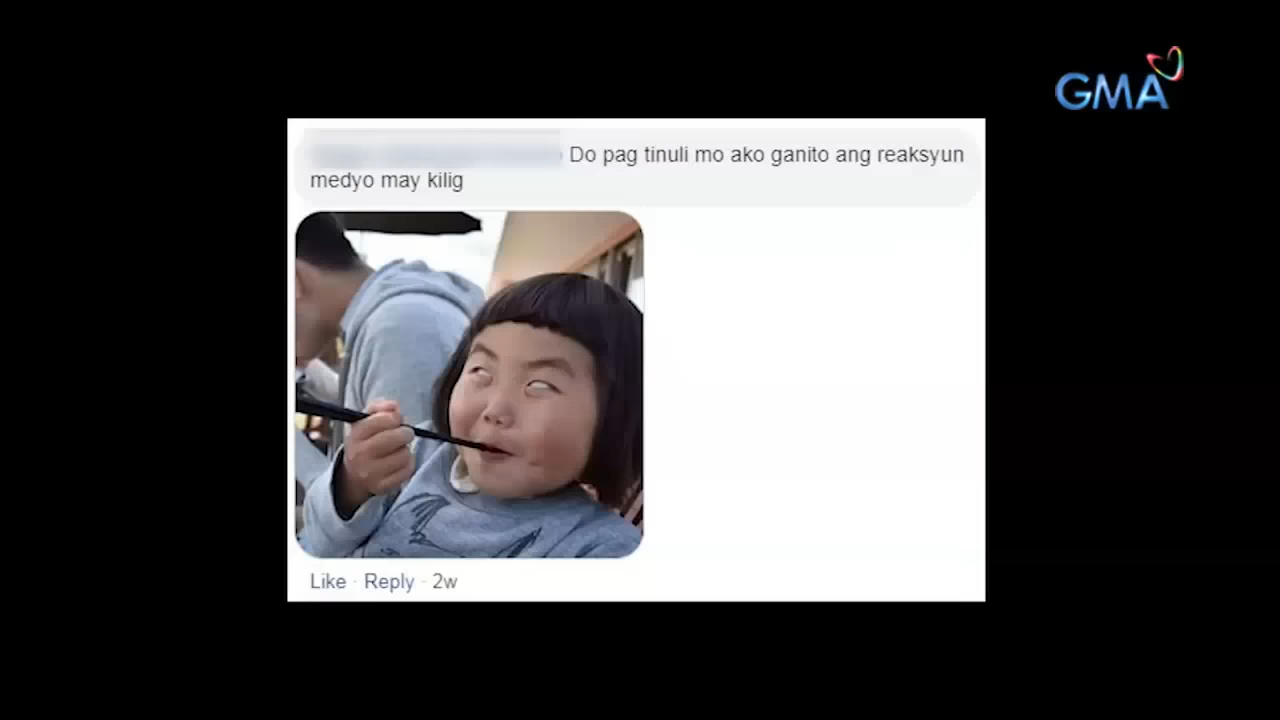 GMA
Do pag tinuli mo ako ganito ang reaksyun
medyo may kilig
Like · Reply · 2w